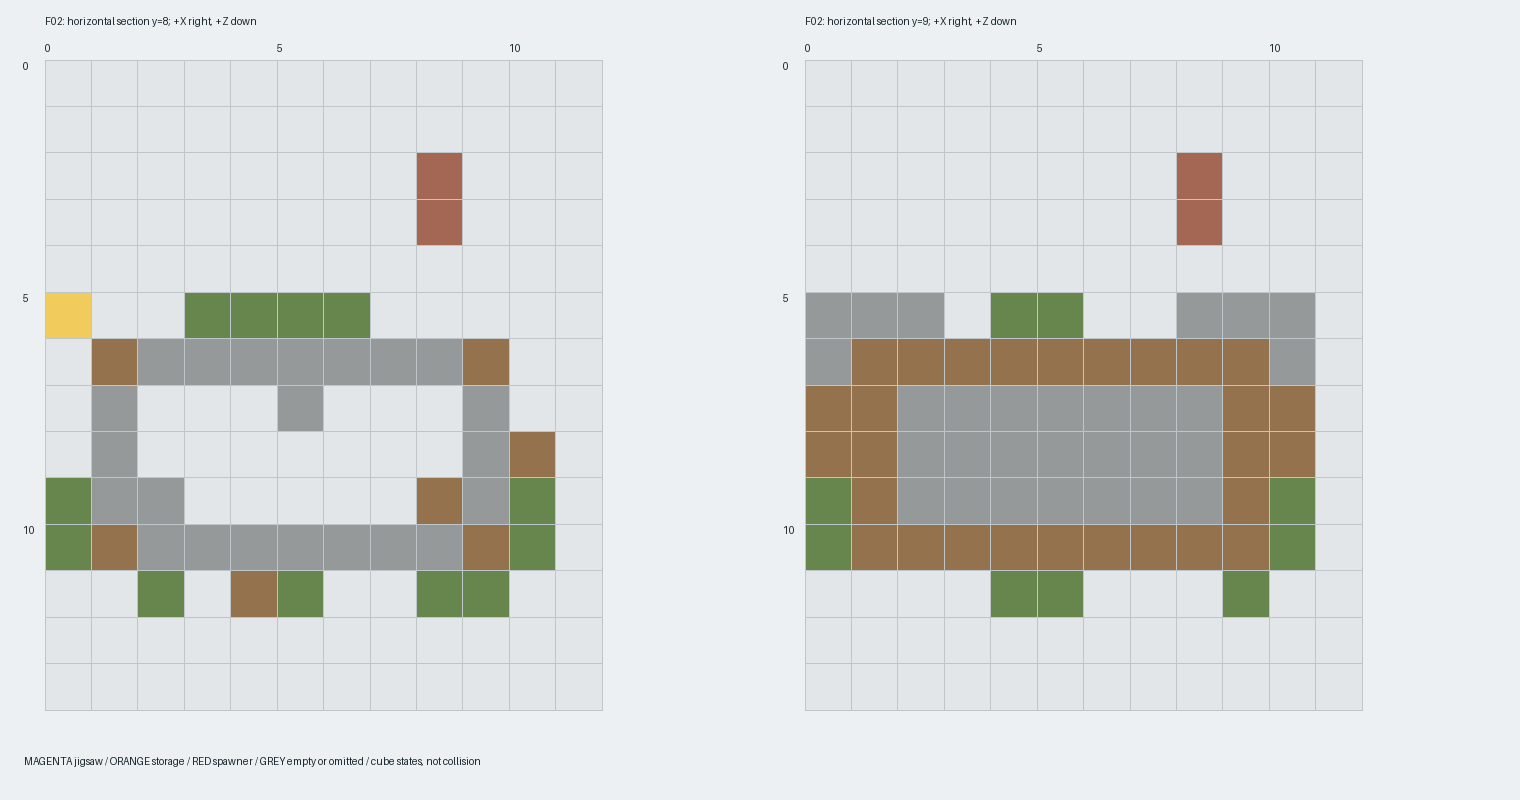 F02: horizontal section y=8; +X right, +Z down
0 5 10
0
5
10
F02: horizontal section y=9; +X right, +Z down
0 5 10
0
5
10
MAGENTA jigsaw / ORANGE storage / RED spawner / GREY empty or omitted / cube states, not collision